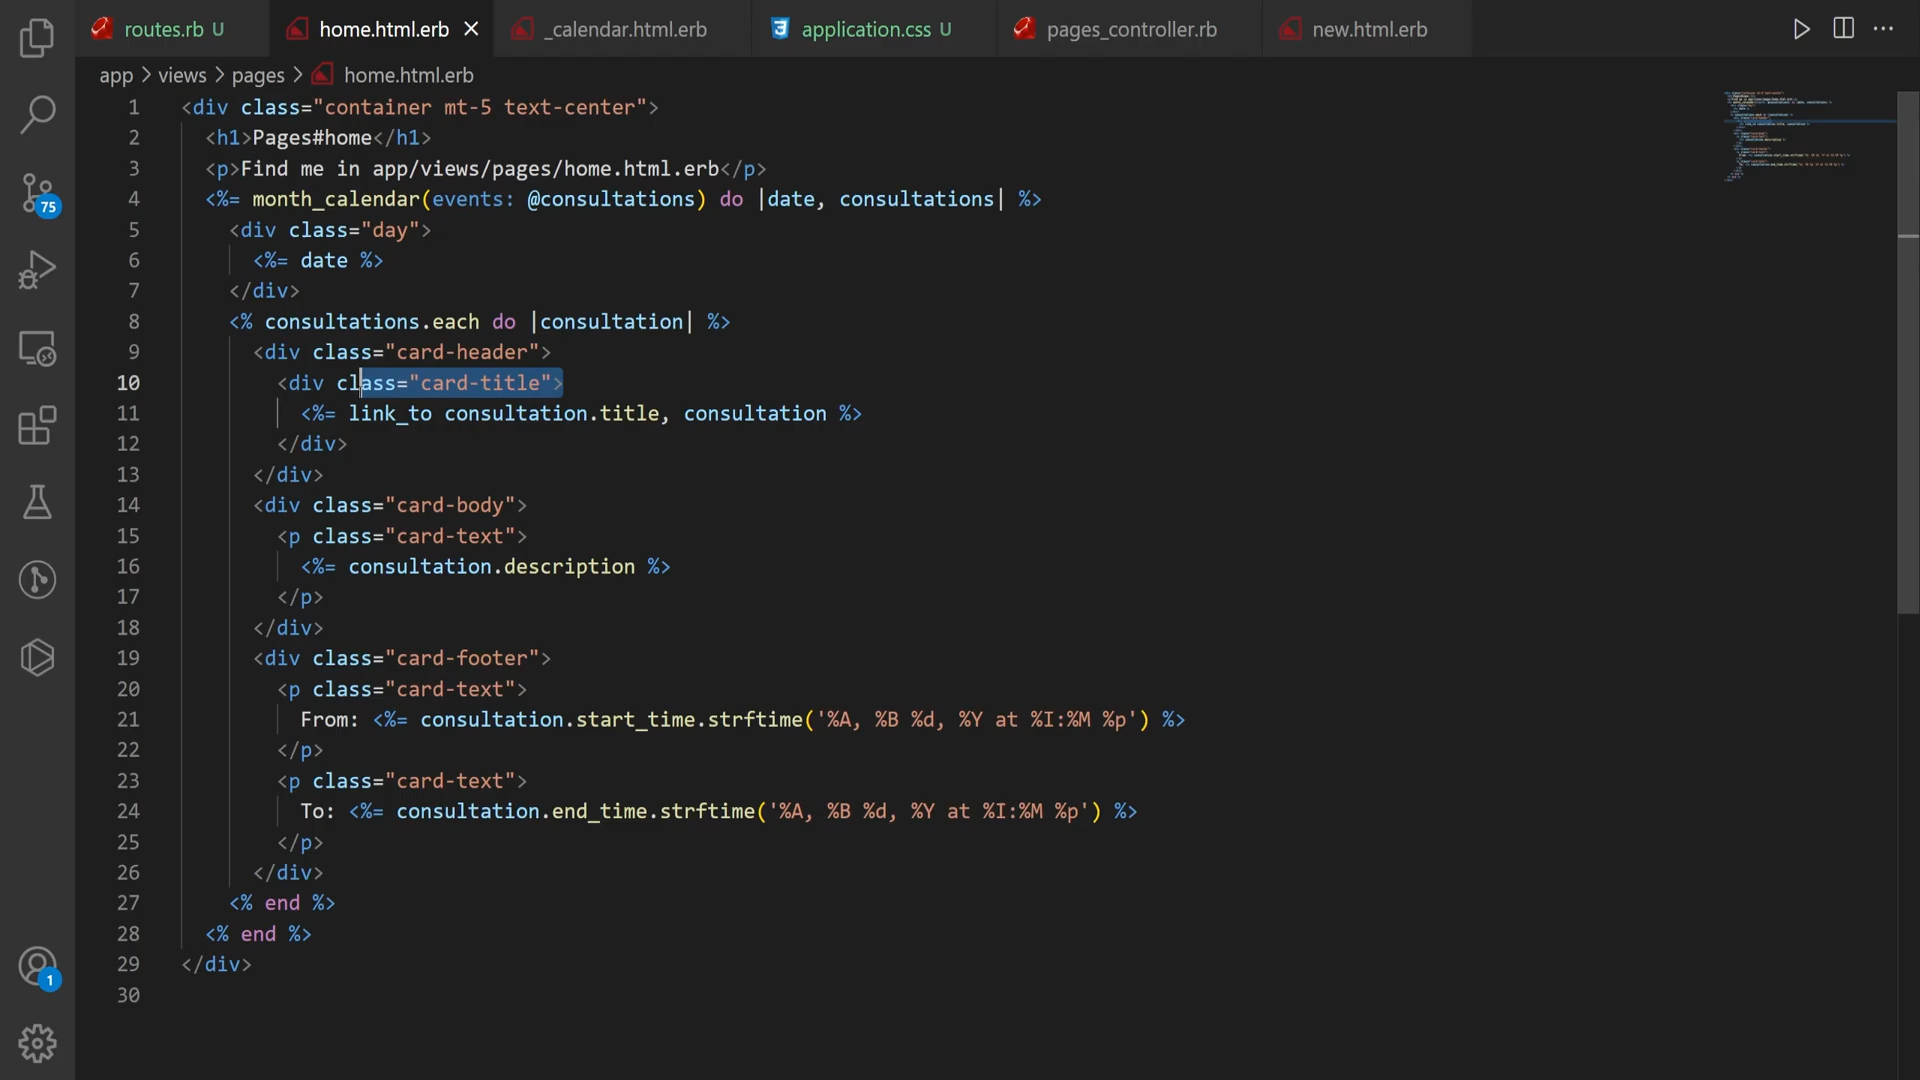 routes.rb U home.html.erb _calendar.html.erb application.css U pages_controller.rb new.html.erb
app > views > pages > home.html.erb
1 <div class="container mt-5 text-center">
2 <h1>Pages#home</h1>
3 <p>Find me in app/views/pages/home.html.erb</p>
4 <%= month_calendar(events: @consultations) do |date, consultations| %>
5 <div class="day">
6 <%= date %>
7 </div>
8 <% consultations.each do |consultation| %>
9 <div class="card-header">
10 <div class="card-title">
11 <%= link_to consultation.title, consultation %>
12 </div>
13 </div>
14 <div class="card-body">
15 <p class="card-text">
16 <%= consultation.description %>
17 </p>
18 </div>
19 <div class="card-footer">
20 <p class="card-text">
21 From: <%= consultation.start_time.strftime('%A, %B %d, %Y at %I:%M %p') %>
22 </p>
23 <p class="card-text">
24 To: <%= consultation.end_time.strftime('%A, %B %d, %Y at %I:%M %p') %>
25 </p>
26 </div>
27 <% end %>
28 <% end %>
29 </div>
30
75
1